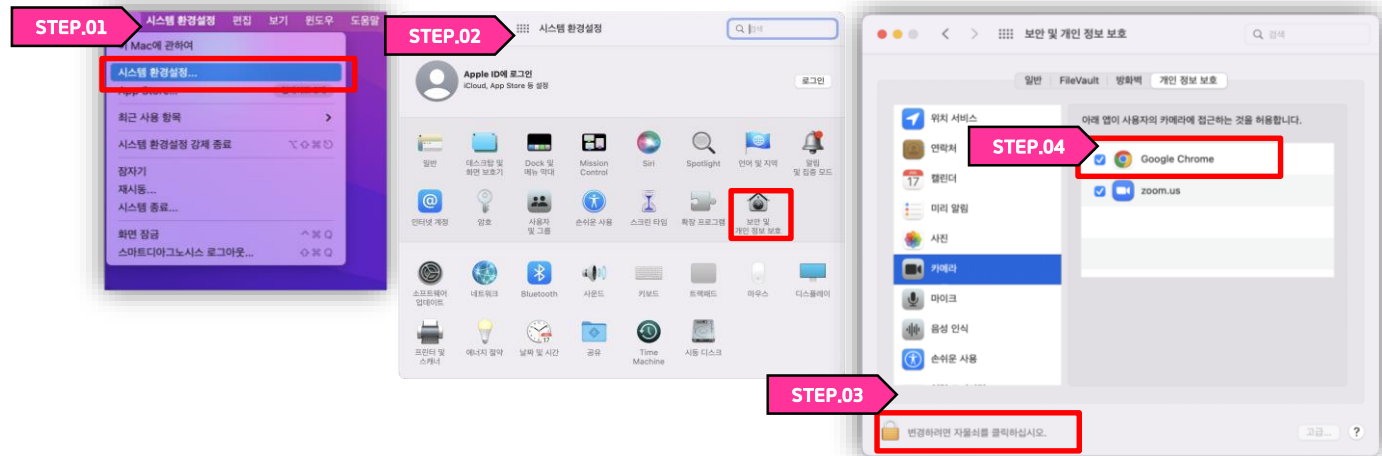 STEP.01
시스템 환경설정 편집 보기 윈도우 도움말
이 Mac에 관하여
시스템 환경설정...
App Store...
최근 사용 항목
시스템 환경설정 강제 종료
잠자기
재시동...
시스템 종료...
화면 잠금
스마트디아그노시스 로그아웃...
STEP.02
시스템 환경설정
검색
Apple ID에 로그인
iCloud, App Store 등 설정
로그인
일반
데스크탑 및
화면 보호기
Dock 및
메뉴 막대
Mission
Control
Siri
Spotlight
언어 및 지역
알림
및 집중 모드
인터넷 계정
암호
사용자
및 그룹
손쉬운 사용
스크린 타임
확장 프로그램
보안 및
개인 정보 보호
소프트웨어
업데이트
네트워크
Bluetooth
사운드
키보드
트랙패드
마우스
디스플레이
프린터 및
스캐너
에너지 절약
날짜 및 시간
공유
Time
Machine
시동 디스크
보안 및 개인 정보 보호
검색
일반 FileVault 방화벽 개인 정보 보호
위치 서비스
연락처
17
캘린더
미리 알림
사진
카메라
마이크
음성 인식
손쉬운 사용
아래 앱이 사용자의 카메라에 접근하는 것을 허용합니다.
STEP.04
Google Chrome
zoom.us
STEP.03
변경하려면 자물쇠를 클릭하십시오.
고급...
?